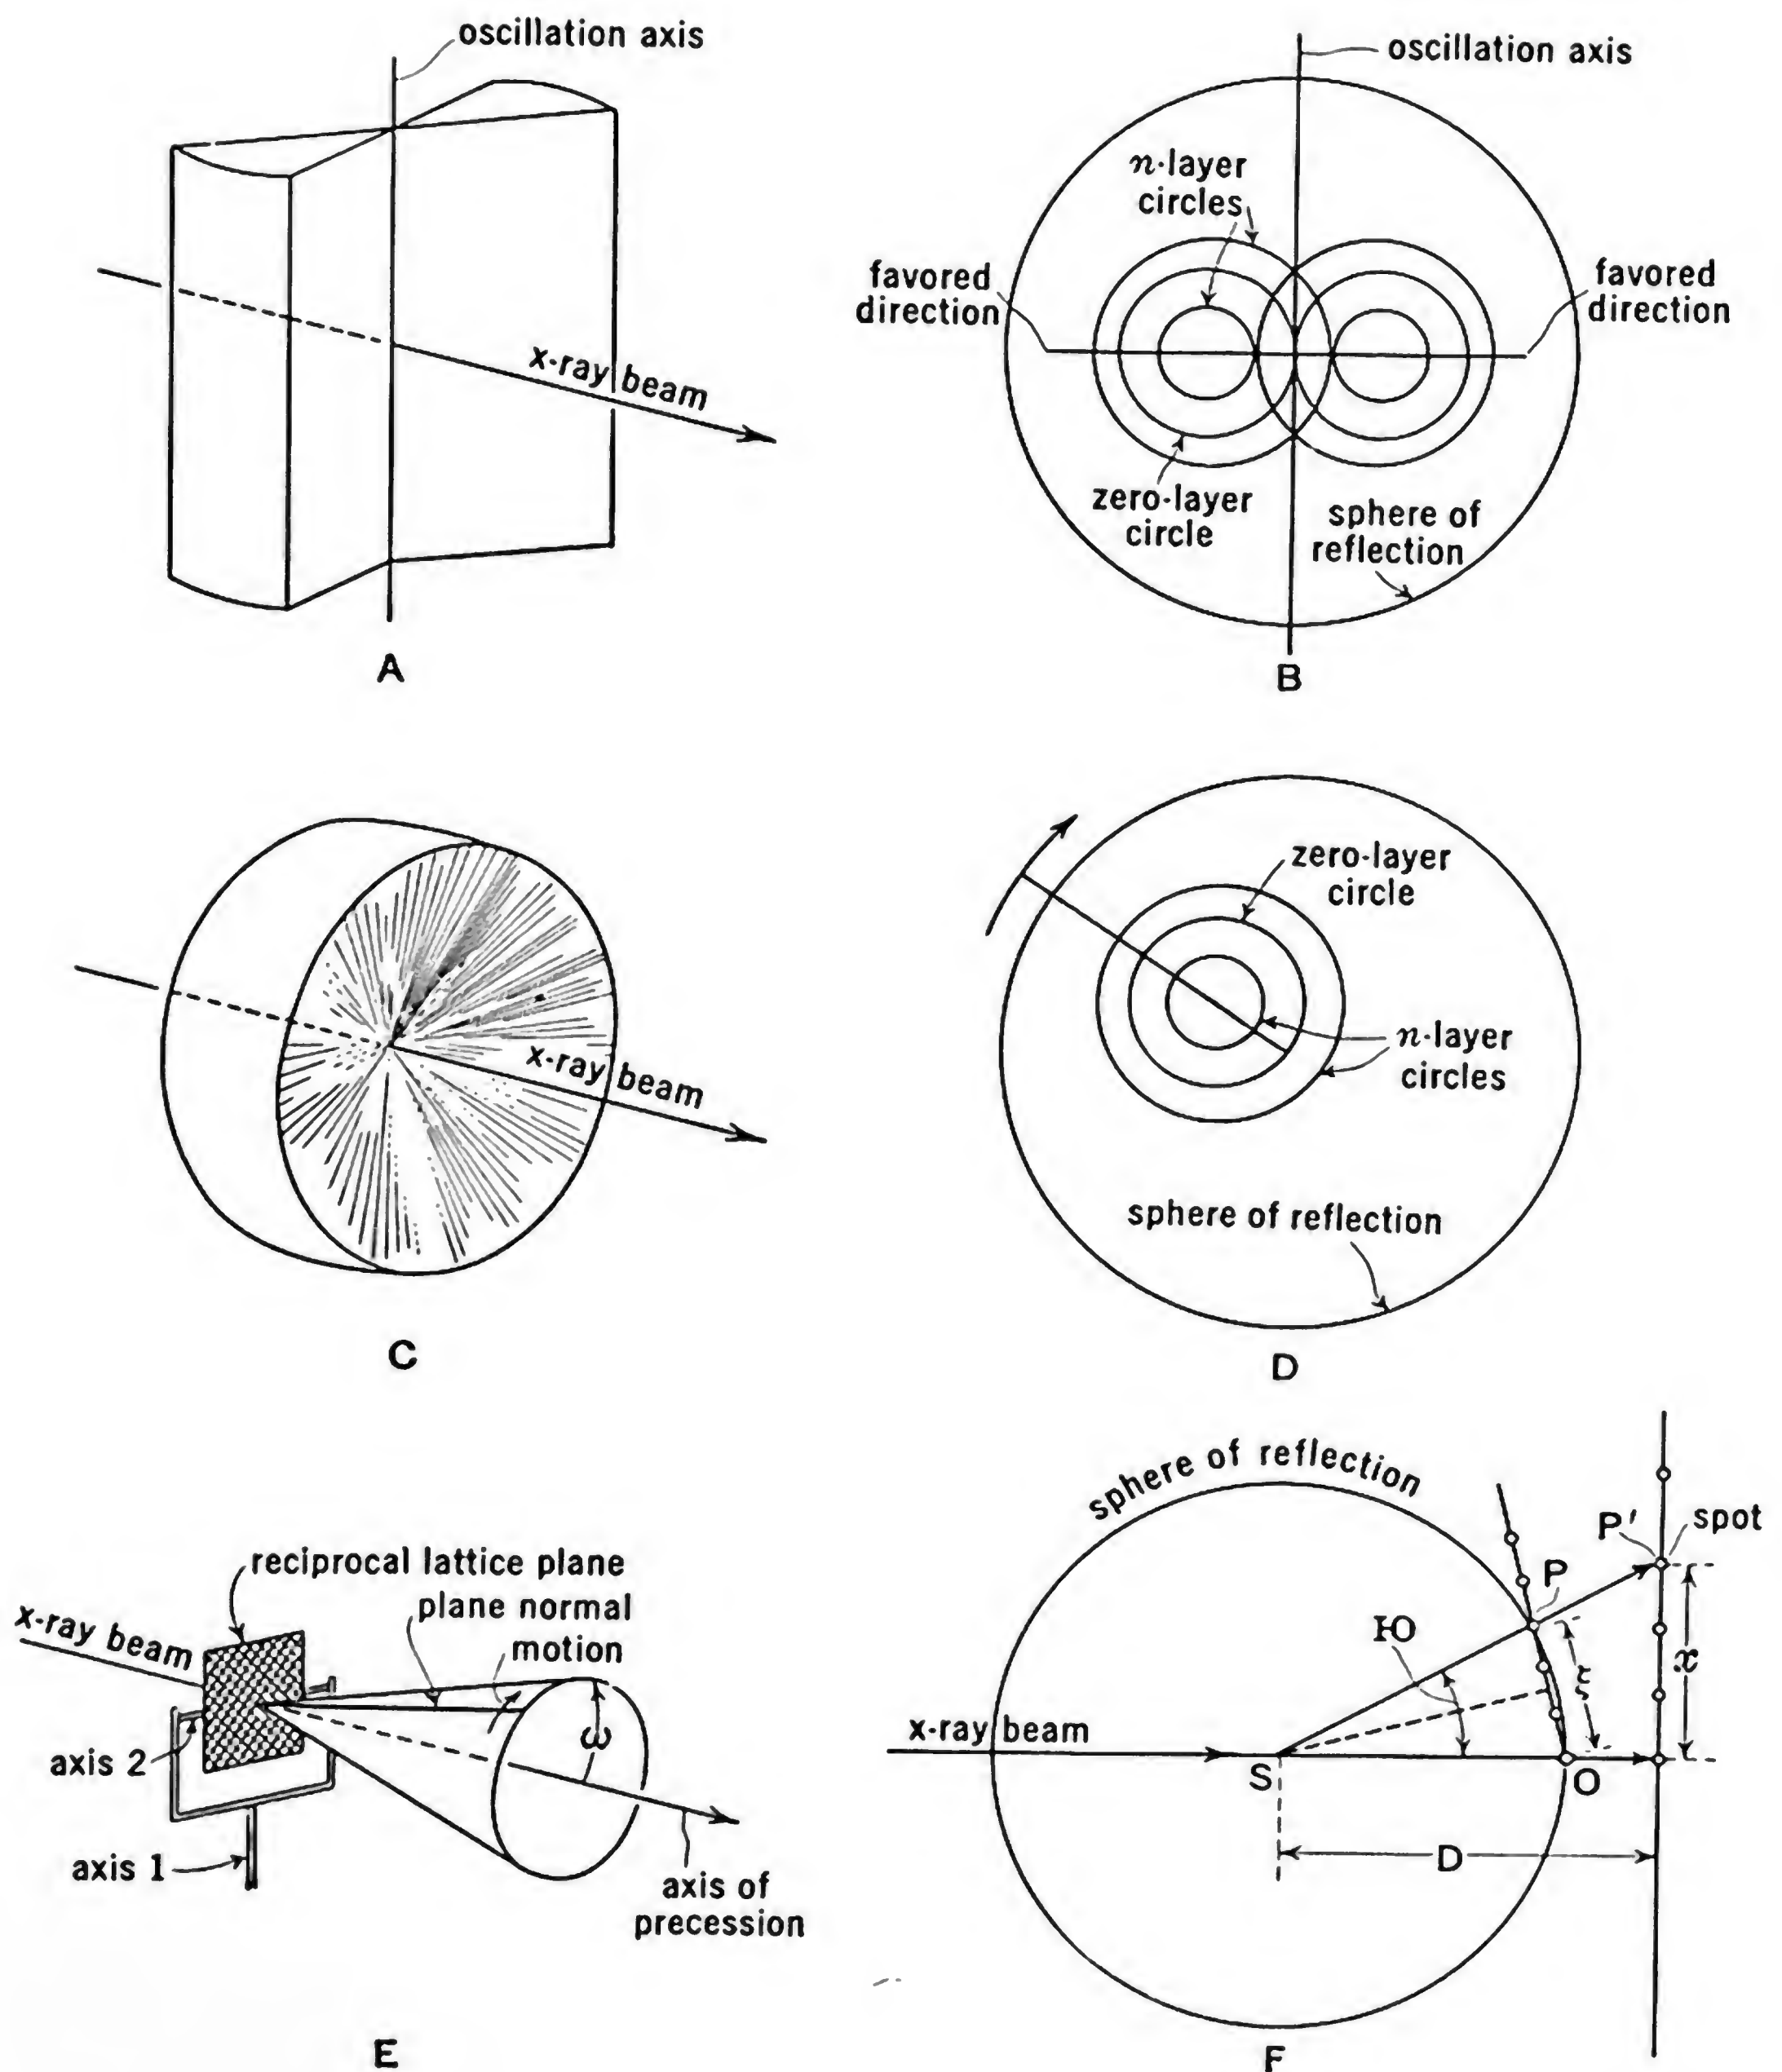 oscillation axis
x-ray beam
A
oscillation axis
n-layer
circles
favored
direction
favored
direction
zero-layer
circle
sphere of
reflection
B
x-ray beam
C
zero-layer
circle
n-layer
circles
sphere of reflection
D
reciprocal lattice plane
plane normal
motion
x-ray beam
axis 2
axis 1
ω
axis of
precession
E
sphere of reflection
P'
spot
P
x
ξ
x-ray beam
S
O
D
F